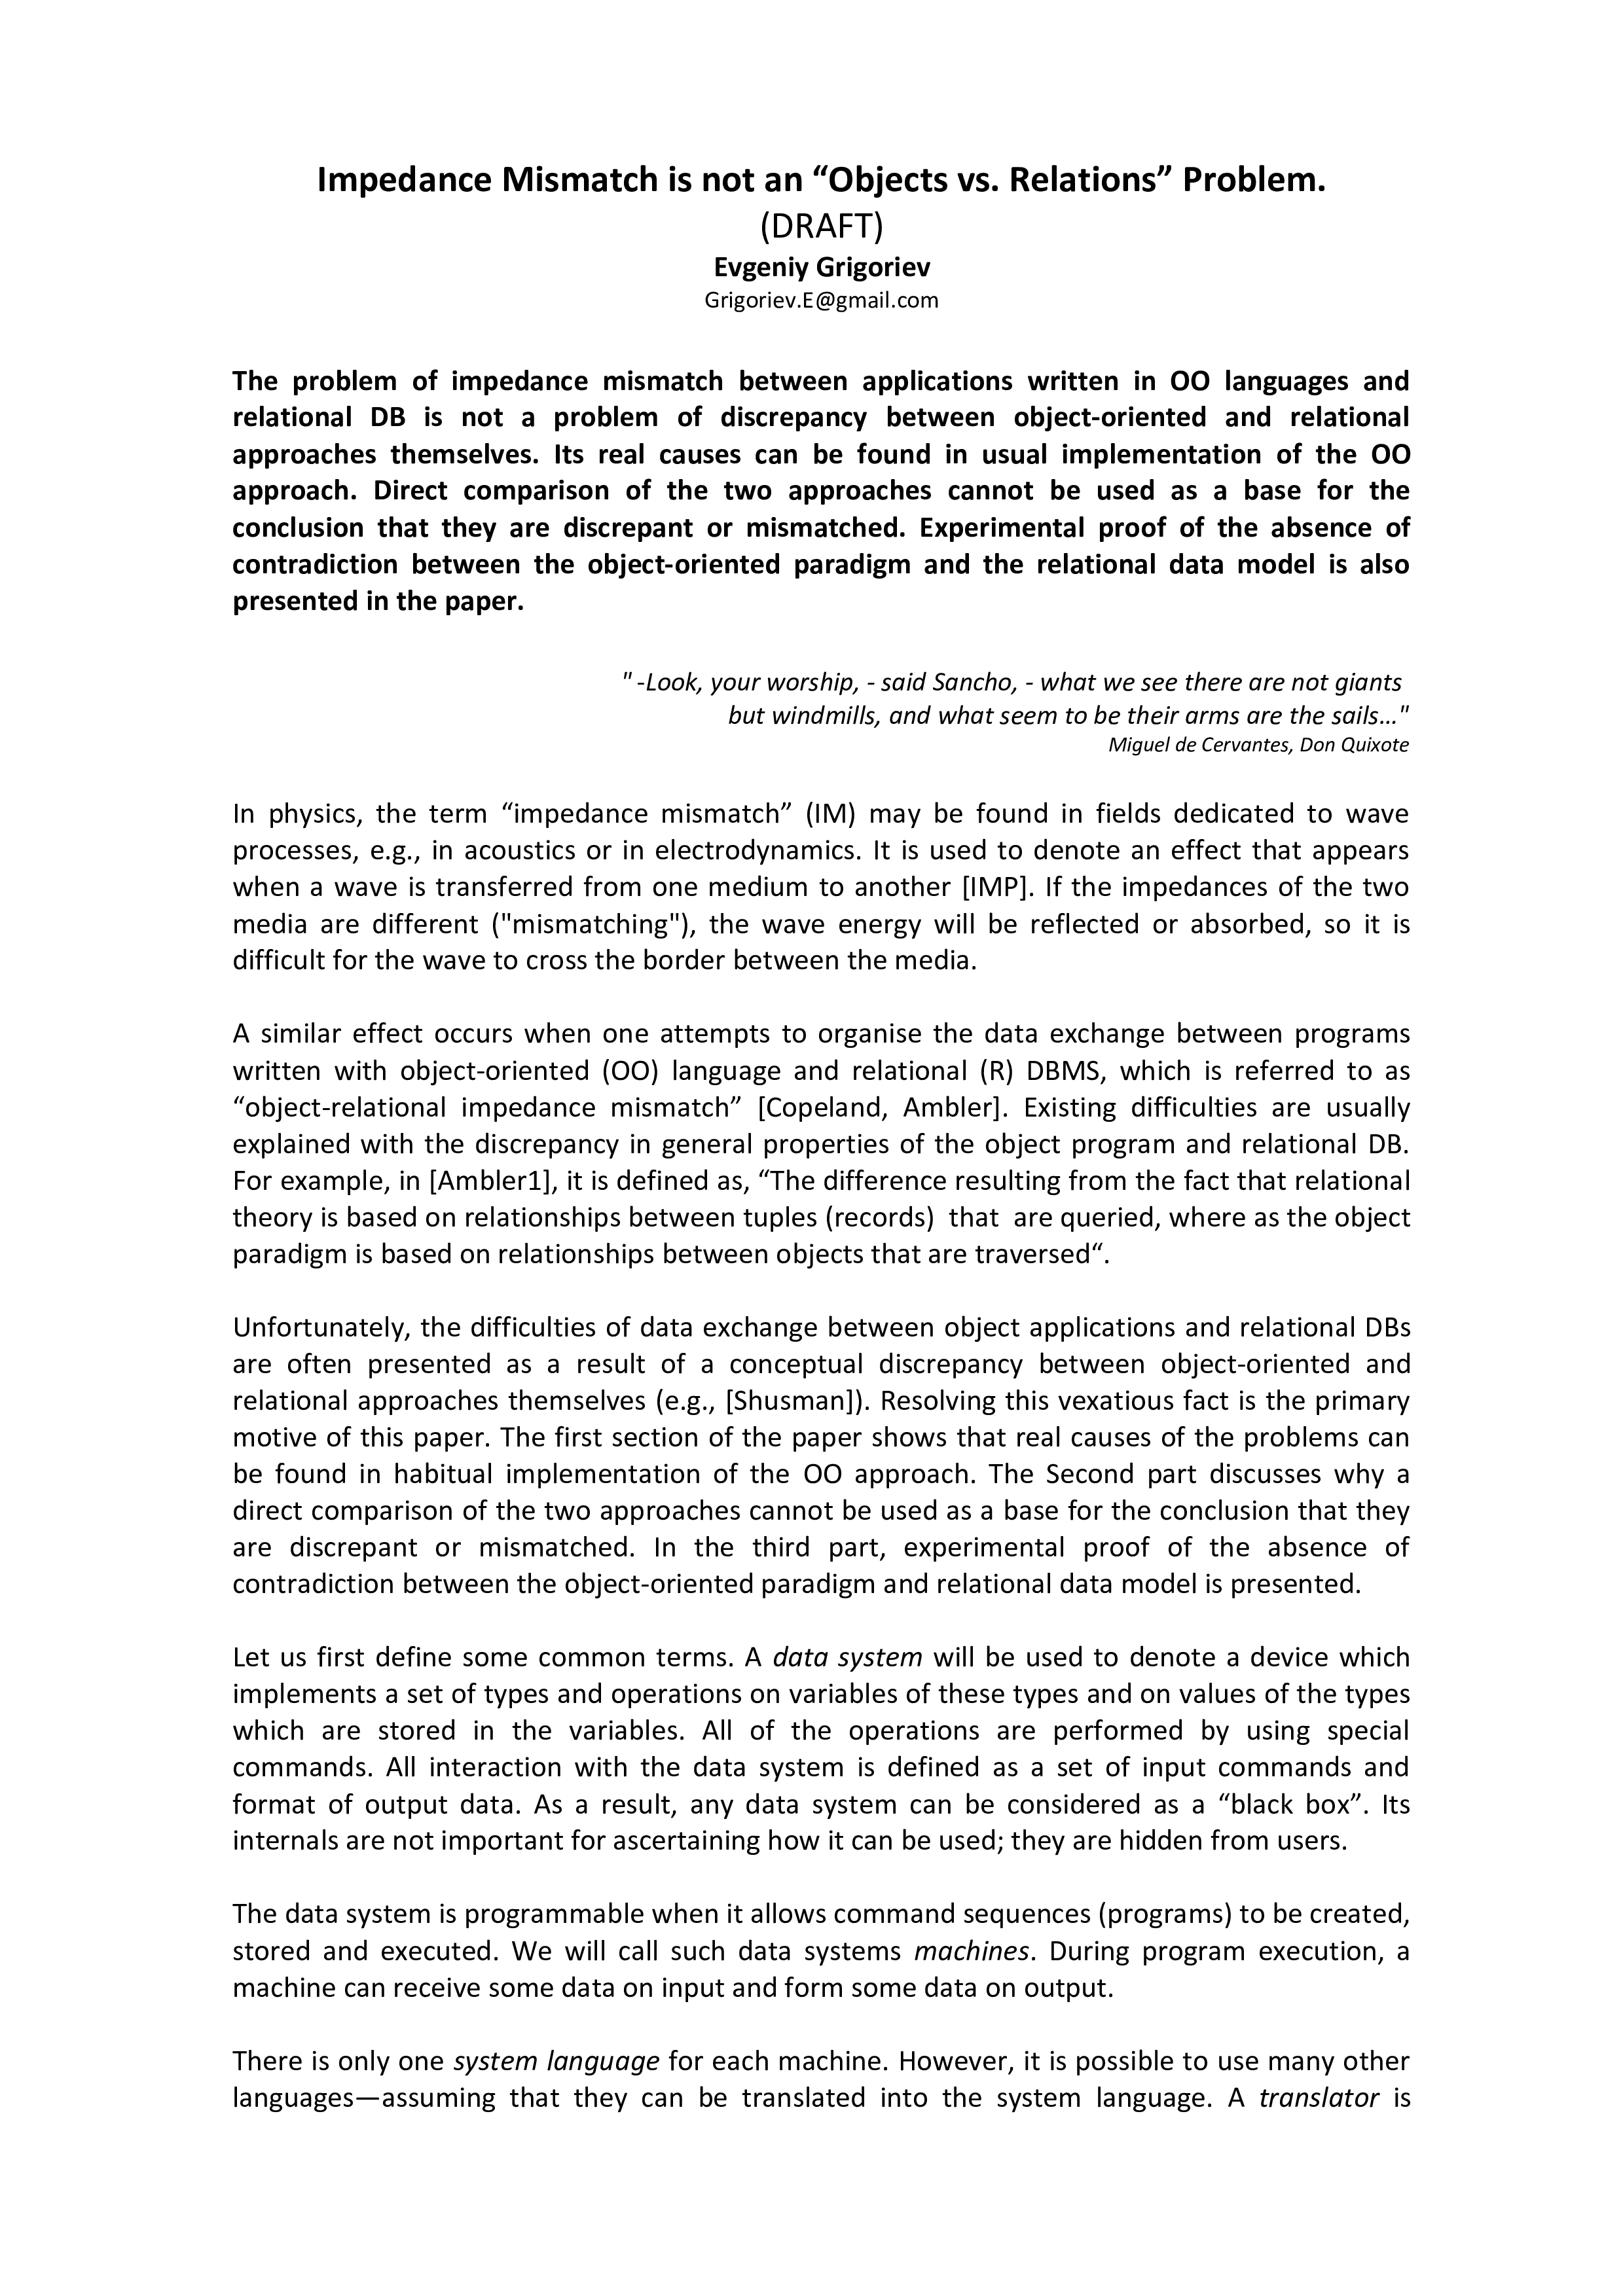 Impedance Mismatch is not an “Objects vs. Relations” Problem.
(DRAFT)
Evgeniy Grigoriev
Grigoriev.E@gmail.com
The problem of impedance mismatch between applications written in OO languages and
relational DB is not a problem of discrepancy between object-oriented and relational
approaches themselves. Its real causes can be found in usual implementation of the OO
approach. Direct comparison of the two approaches cannot be used as a base for the
conclusion that they are discrepant or mismatched. Experimental proof of the absence of
contradiction between the object-oriented paradigm and the relational data model is also
presented in the paper.
" -Look, your worship, - said Sancho, - what we see there are not giants
but windmills, and what seem to be their arms are the sails…"
Miguel de Cervantes, Don Quixote
In physics, the term “impedance mismatch” (IM) may be found in fields dedicated to wave
processes, e.g., in acoustics or in electrodynamics. It is used to denote an effect that appears
when a wave is transferred from one medium to another [IMP]. If the impedances of the two
media are different ("mismatching"), the wave energy will be reflected or absorbed, so it is
difficult for the wave to cross the border between the media.
A similar effect occurs when one attempts to organise the data exchange between programs
written with object-oriented (OO) language and relational (R) DBMS, which is referred to as
“object-relational impedance mismatch” [Copeland, Ambler]. Existing difficulties are usually
explained with the discrepancy in general properties of the object program and relational DB.
For example, in [Ambler1], it is defined as, “The difference resulting from the fact that relational
theory is based on relationships between tuples (records)  that  are queried, where as the object
paradigm is based on relationships between objects that are traversed“.
Unfortunately, the difficulties of data exchange between object applications and relational DBs
are often presented as a result of a conceptual discrepancy between object-oriented and
relational approaches themselves (e.g., [Shusman]). Resolving this vexatious fact is the primary
motive of this paper. The first section of the paper shows that real causes of the problems can
be found in habitual implementation of the OO approach. The Second part discusses why a
direct comparison of the two approaches cannot be used as a base for the conclusion that they
are discrepant or mismatched. In the third part, experimental proof of the absence of
contradiction between the object-oriented paradigm and relational data model is presented.
Let us first define some common terms. A data system will be used to denote a device which
implements a set of types and operations on variables of these types and on values of the types
which are stored in the variables. All of the operations are performed by using special
commands. All interaction with the data system is defined as a set of input commands and
format of output data. As a result, any data system can be considered as a “black box”. Its
internals are not important for ascertaining how it can be used; they are hidden from users.
The data system is programmable when it allows command sequences (programs) to be created,
stored and executed. We will call such data systems machines. During program execution, a
machine can receive some data on input and form some data on output.
There is only one system language for each machine. However, it is possible to use many other
languages—assuming that they can be translated into the system language. A translator is